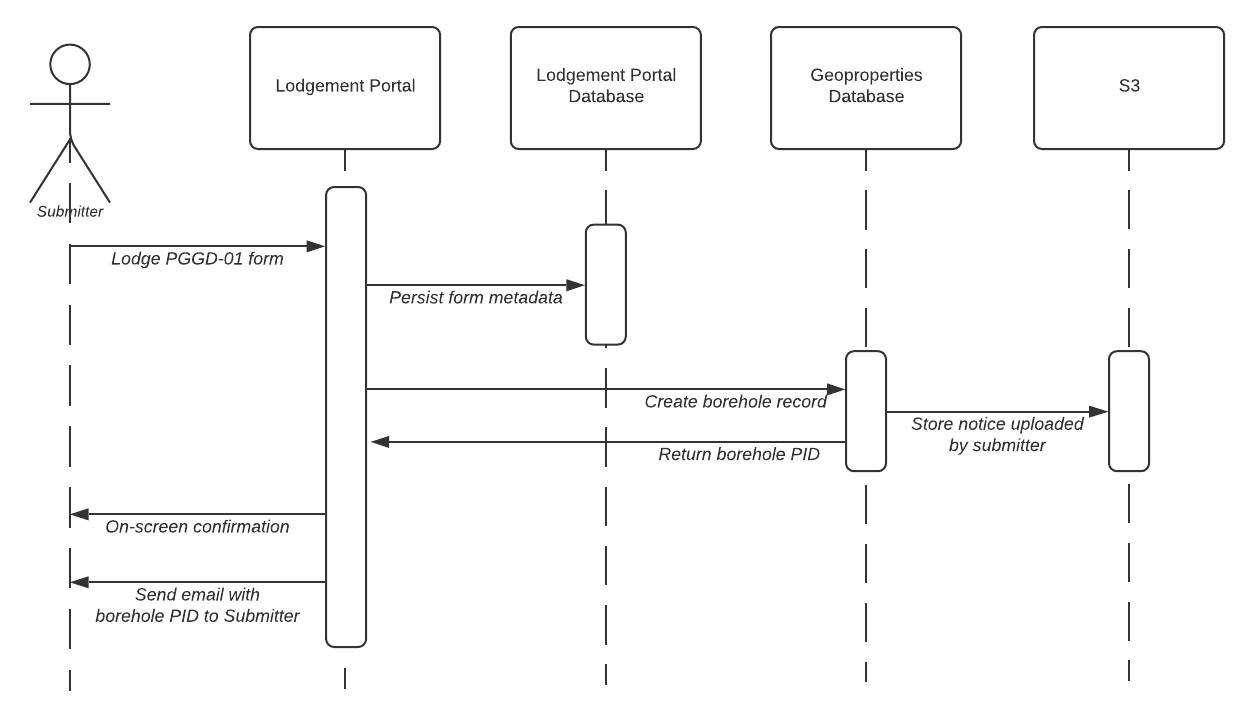 Lodgement Portal
Lodgement Portal
Database
Geoproperties
Database
S3
Submitter
Lodge PGGD-01 form
Persist form metadata
Create borehole record
Store notice uploaded
by submitter
Return borehole PID
On-screen confirmation
Send email with
borehole PID to Submitter